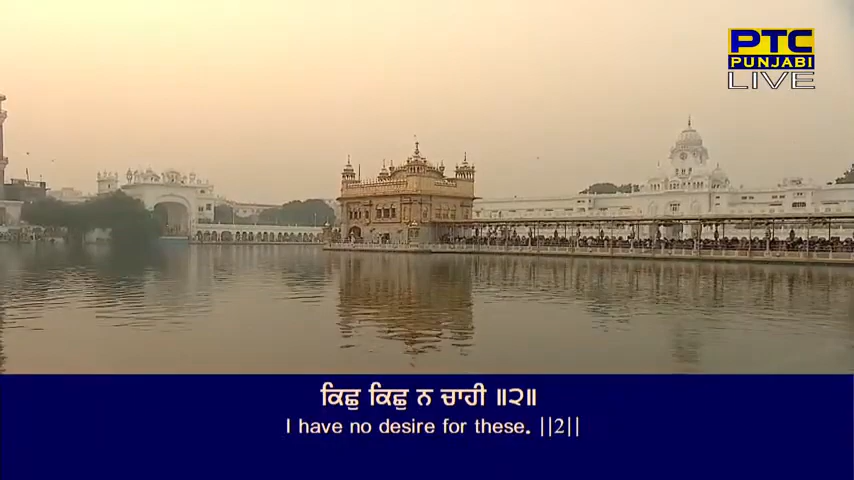 PTC
PUNJABI
LIVE
ਕਿਛੁ ਕਿਛੁ ਨ ਚਾਹੀ ॥੨॥
I have no desire for these. ||2||